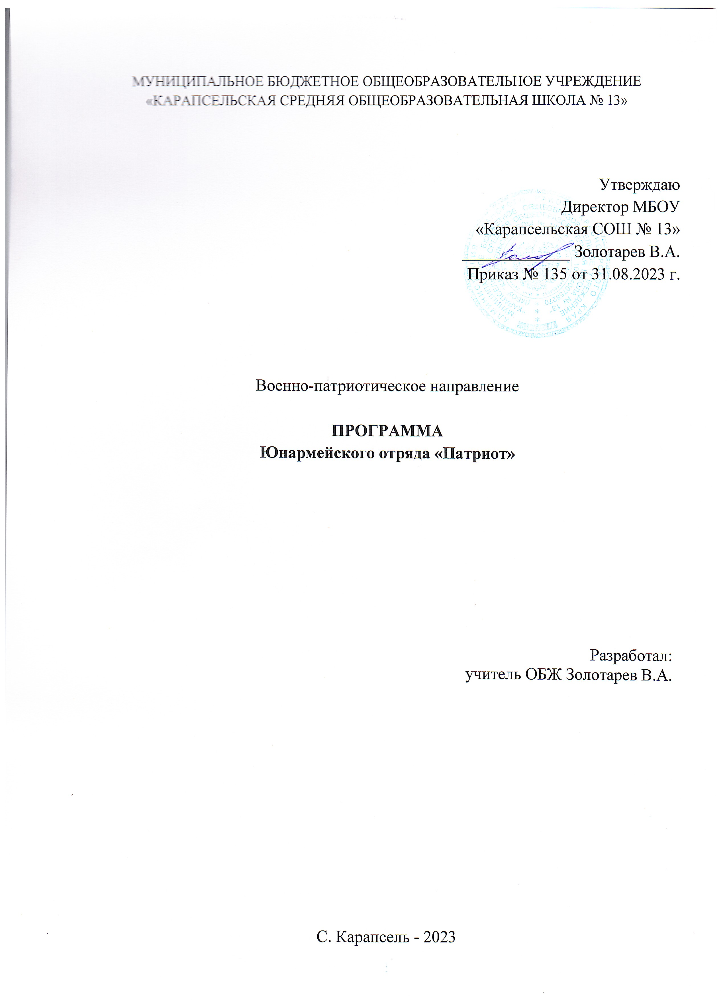 МУНИЦИПАЛЬНОЕ БЮДЖЕТНОЕ ОБЩЕОБРАЗОВАТЕЛЬНОЕ УЧРЕЖДЕНИЕ
«КАРАПСЕЛЬСКАЯ СРЕДНЯЯ ОБЩЕОБРАЗОВАТЕЛЬНАЯ ШКОЛА № 13»
Утверждаю
Директор МБОУ
«Карапсельская СОШ № 13»
Золотарев В.А.
Приказ № 135 от 31.08.2023 г.
Военно-патриотическое направление
ПРОГРАММА
Юнармейского отряда «Патриот»
Разработал:
учитель ОБЖ Золотарев В.А.
С. Карапсель - 2023